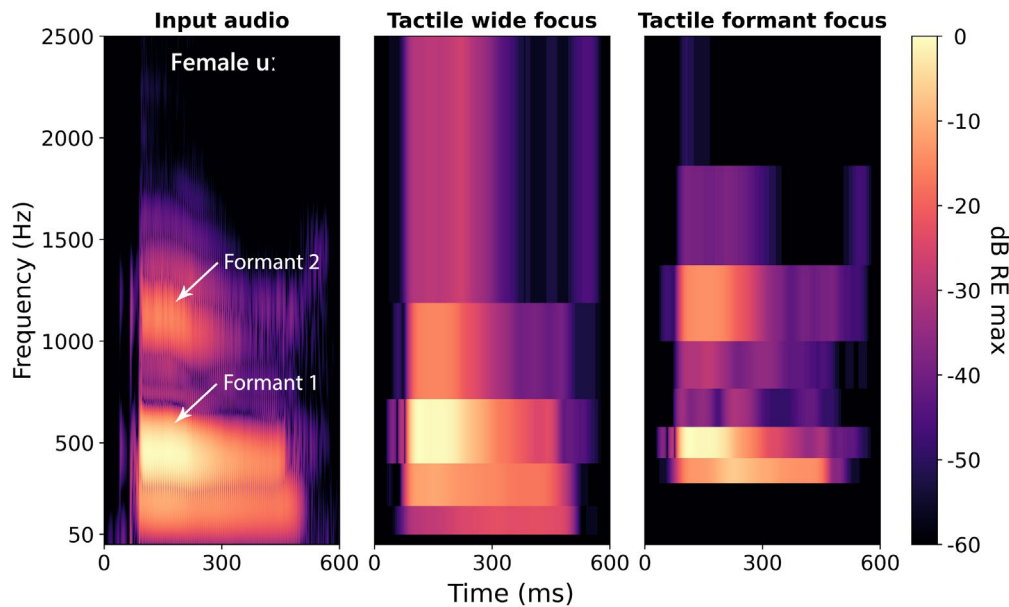 Input audio
Tactile wide focus
Tactile formant focus
Female uː
Formant 2
Formant 1
Frequency (Hz)
2500
2000
1500
1000
500
50
0
300
600
0
300
600
0
300
600
Time (ms)
0
-10
-20
-30
-40
-50
-60
dB RE max